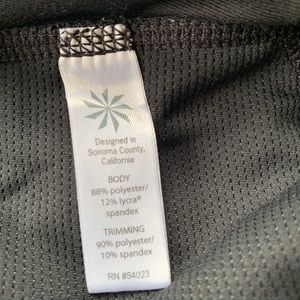 Designed in
Sonoma County,
California
BODY
88% polyester/
12% lycra®
spandex
TRIMMING
90% polyester/
10% spandex
RN #54023